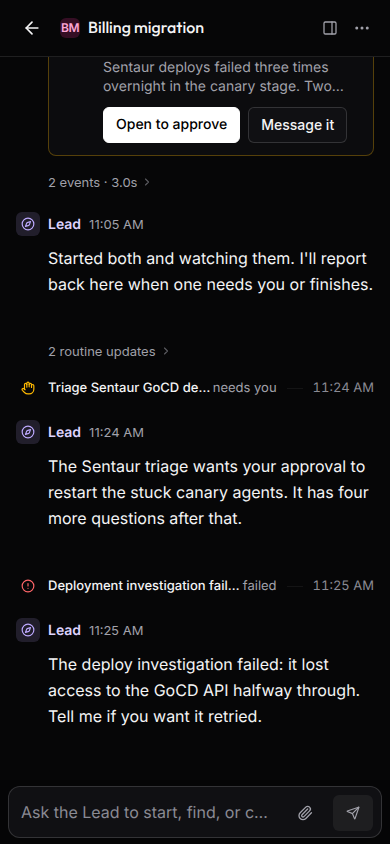 BM Billing migration
Sentaur deploys failed three times
overnight in the canary stage. Two...
Open to approve Message it
2 events · 3.0s
Lead 11:05 AM
Started both and watching them. I'll report
back here when one needs you or finishes.
2 routine updates
Triage Sentaur GoCD de... needs you 11:24 AM
Lead 11:24 AM
The Sentaur triage wants your approval to
restart the stuck canary agents. It has four
more questions after that.
Deployment investigation fail... failed 11:25 AM
Lead 11:25 AM
The deploy investigation failed: it lost
access to the GoCD API halfway through.
Tell me if you want it retried.
Ask the Lead to start, find, or c...